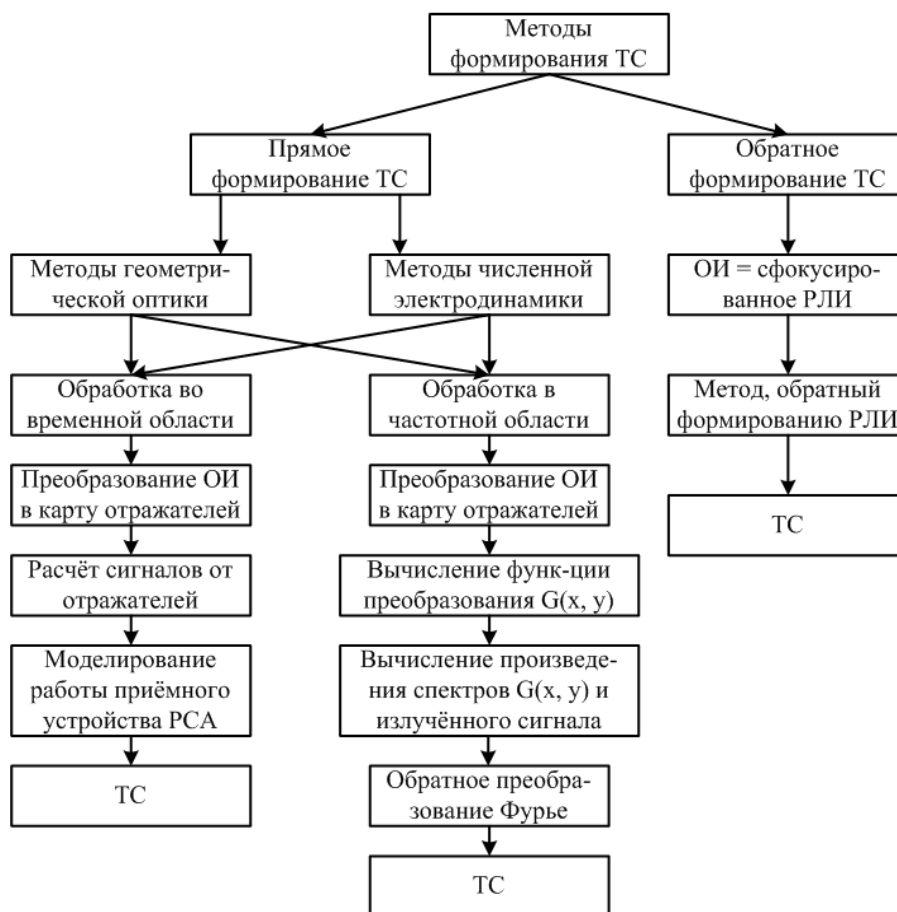 Методы
формирования ТС
Прямое
формирование ТС
Обратное
формирование ТС
Методы геометри-
ческой оптики
Методы численной
электродинамики
ОИ = сфокусиро-
ванное РЛИ
Обработка во
временной области
Обработка в
частотной области
Метод, обратный
формированию РЛИ
Преобразование ОИ
в карту отражателей
Преобразование ОИ
в карту отражателей
ТС
Расчёт сигналов от
отражателей
Вычисление функ-ции
преобразования G(x, y)
Моделирование
работы приёмного
устройства РСА
Вычисление произведе-
ния спектров G(x, y) и
излучённого сигнала
ТС
Обратное преобра-
зование Фурье
ТС